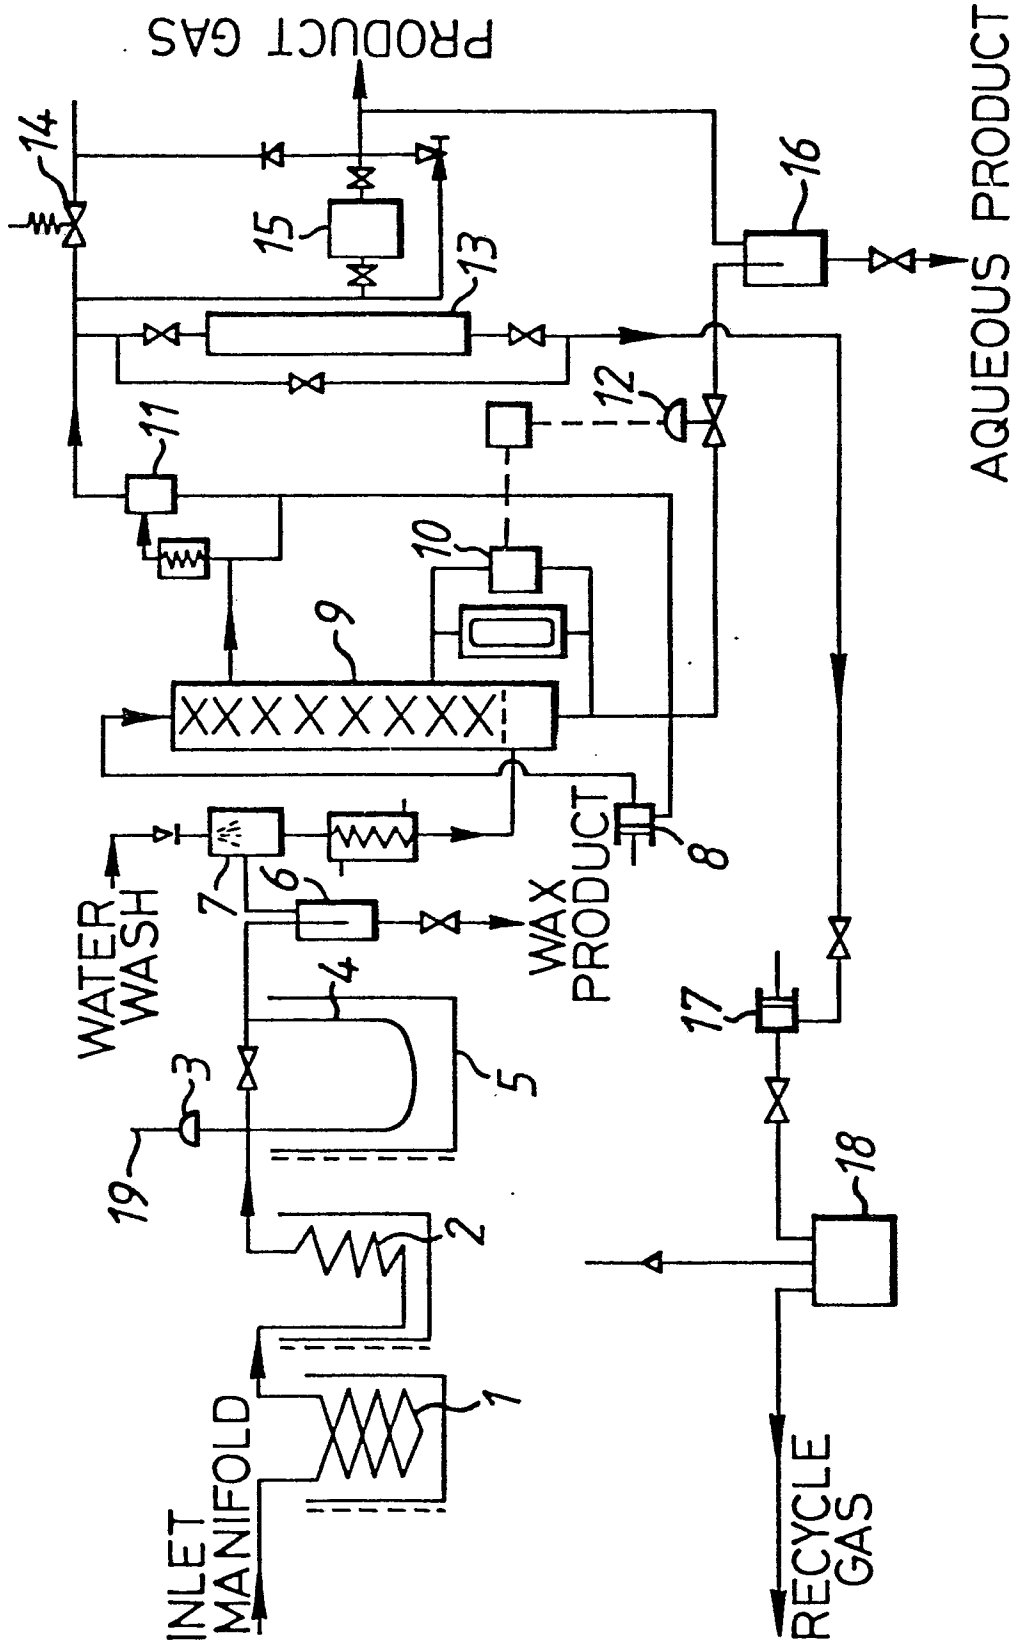 INLET
MANIFOLD
1
2
19
3
4
5
WATER
WASH
7
6
WAX
PRODUCT
8
9
10
11
12
13
14
15
PRODUCT GAS
16
AQUEOUS PRODUCT
17
18
RECYCLE
GAS